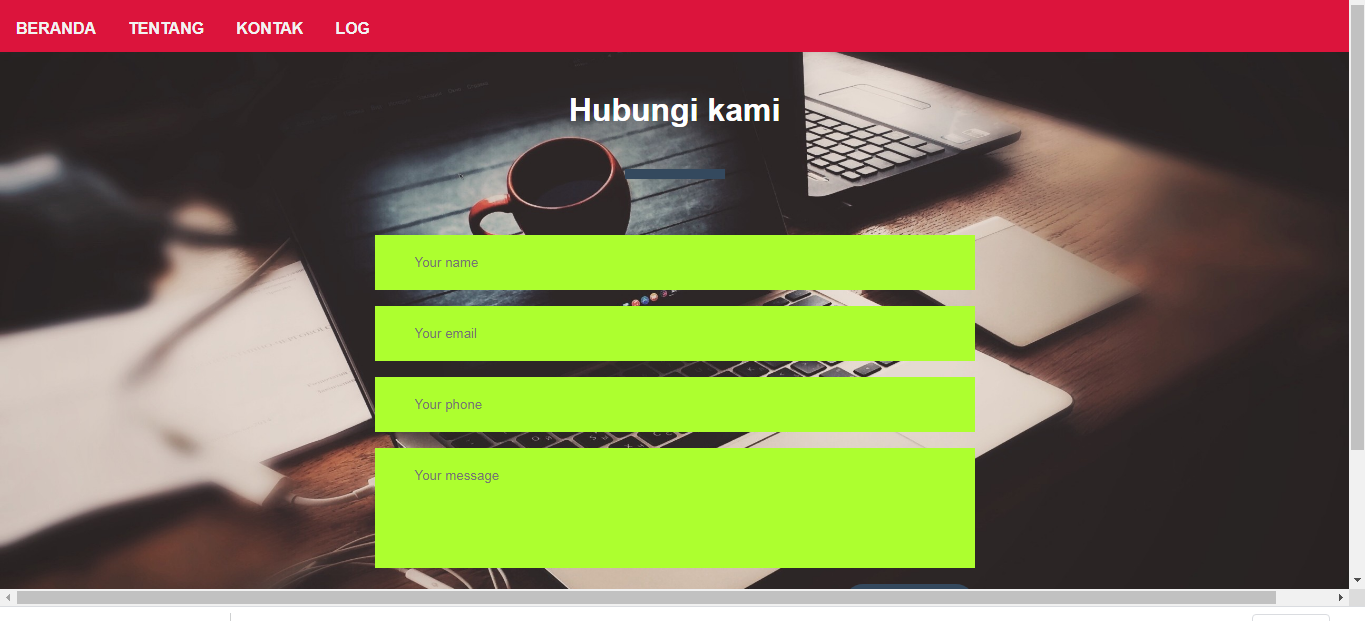 BERANDA TENTANG KONTAK LOG
Hubungi kami
Your name
Your email
Your phone
Your message